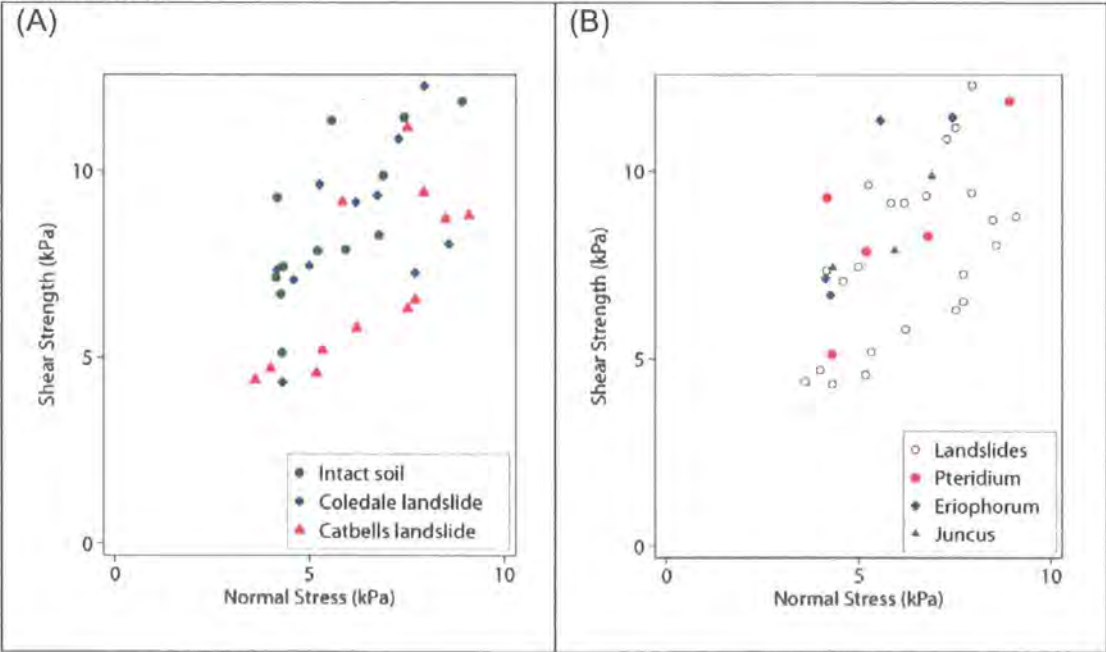 (A)
10
5
0
0
5
10
Shear Strength (kPa)
Normal Stress (kPa)
Intact soil
Coledale landslide
Catbells landslide
(B)
10
5
0
0
5
10
Shear Strength (kPa)
Normal Stress (kPa)
Landslides
Pteridium
Eriophorum
Juncus